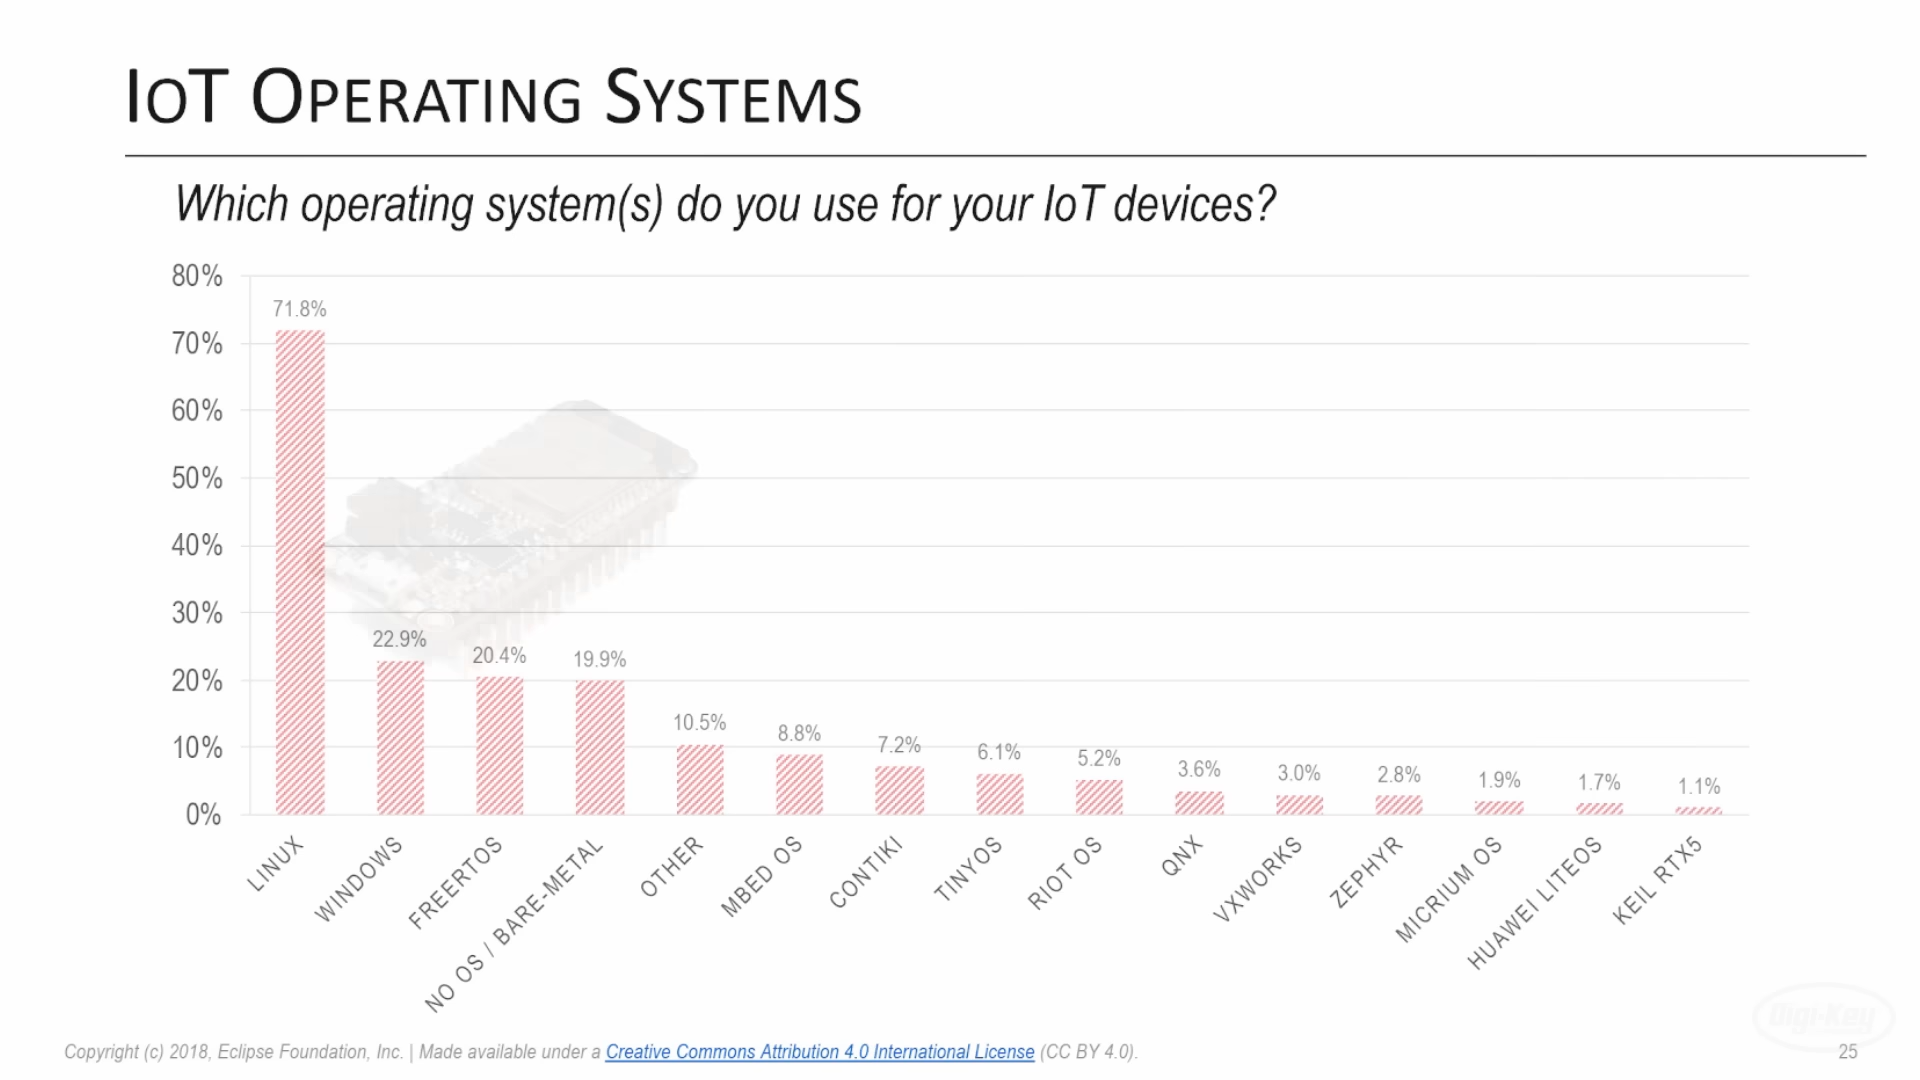 IoT Operating Systems
Which operating system(s) do you use for your IoT devices?
80%
70%
60%
50%
40%
30%
20%
10%
0%
71.8%
22.9%
20.4%
19.9%
10.5%
8.8%
7.2%
6.1%
5.2%
3.6%
3.0%
2.8%
1.9%
1.7%
1.1%
LINUX
WINDOWS
FREERTOS
NO OS / BARE-METAL
OTHER
MBED OS
CONTIKI
TINYOS
RIOT OS
QNX
VXWORKS
ZEPHYR
MICRIUM OS
HUAWEI LITEOS
KEIL RTX5
Digi-Key
Copyright (c) 2018, Eclipse Foundation, Inc. | Made available under a Creative Commons Attribution 4.0 International License (CC BY 4.0).
25